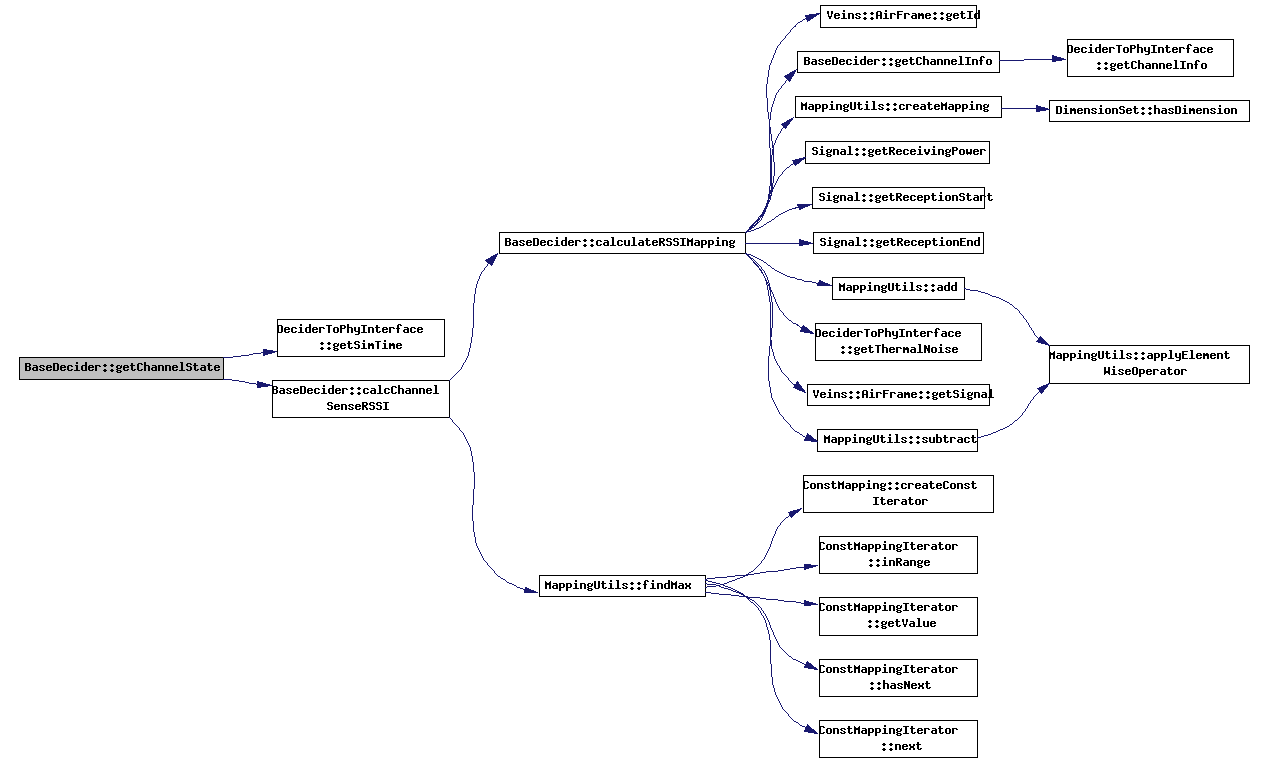 Veins::AirFrame::getId
BaseDecider::getChannelInfo
DeciderToPhyInterface
::getChannelInfo
MappingUtils::createMapping
DimensionSet::hasDimension
Signal::getReceivingPower
Signal::getReceptionStart
BaseDecider::calculateRSSIMapping
Signal::getReceptionEnd
MappingUtils::add
DeciderToPhyInterface
::getSimTime
DeciderToPhyInterface
::getThermalNoise
BaseDecider::getChannelState
MappingUtils::applyElement
WiseOperator
BaseDecider::calcChannel
SenseRSSI
Veins::AirFrame::getSignal
MappingUtils::subtract
ConstMapping::createConst
Iterator
ConstMappingIterator
::inRange
MappingUtils::findMax
ConstMappingIterator
::getValue
ConstMappingIterator
::hasNext
ConstMappingIterator
::next